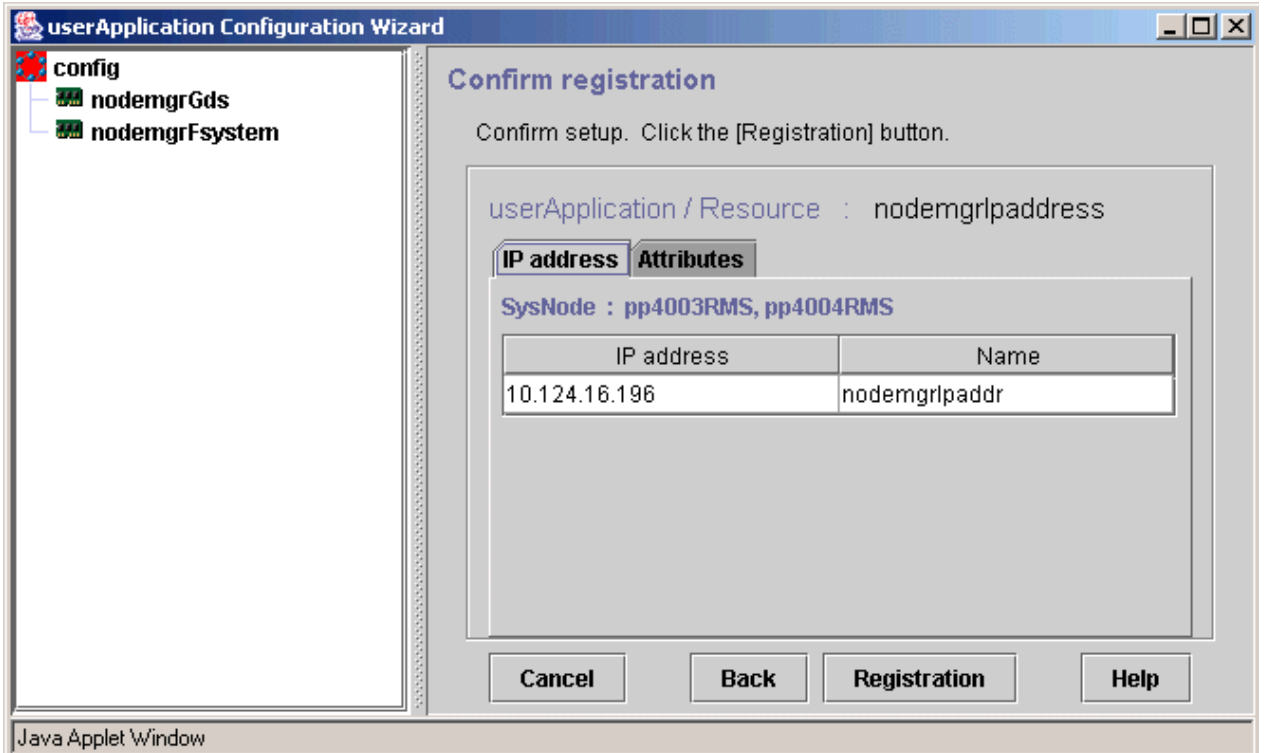 userApplication Configuration Wizard
config
nodemgrGds
nodemgrFsystem
Confirm registration
Confirm setup. Click the [Registration] button.
userApplication / Resource : nodemgrIpaddress
IP address Attributes
SysNode : pp4003RMS, pp4004RMS
IP address Name
10.124.16.196 nodemgrIpaddr
Cancel Back Registration Help
Java Applet Window